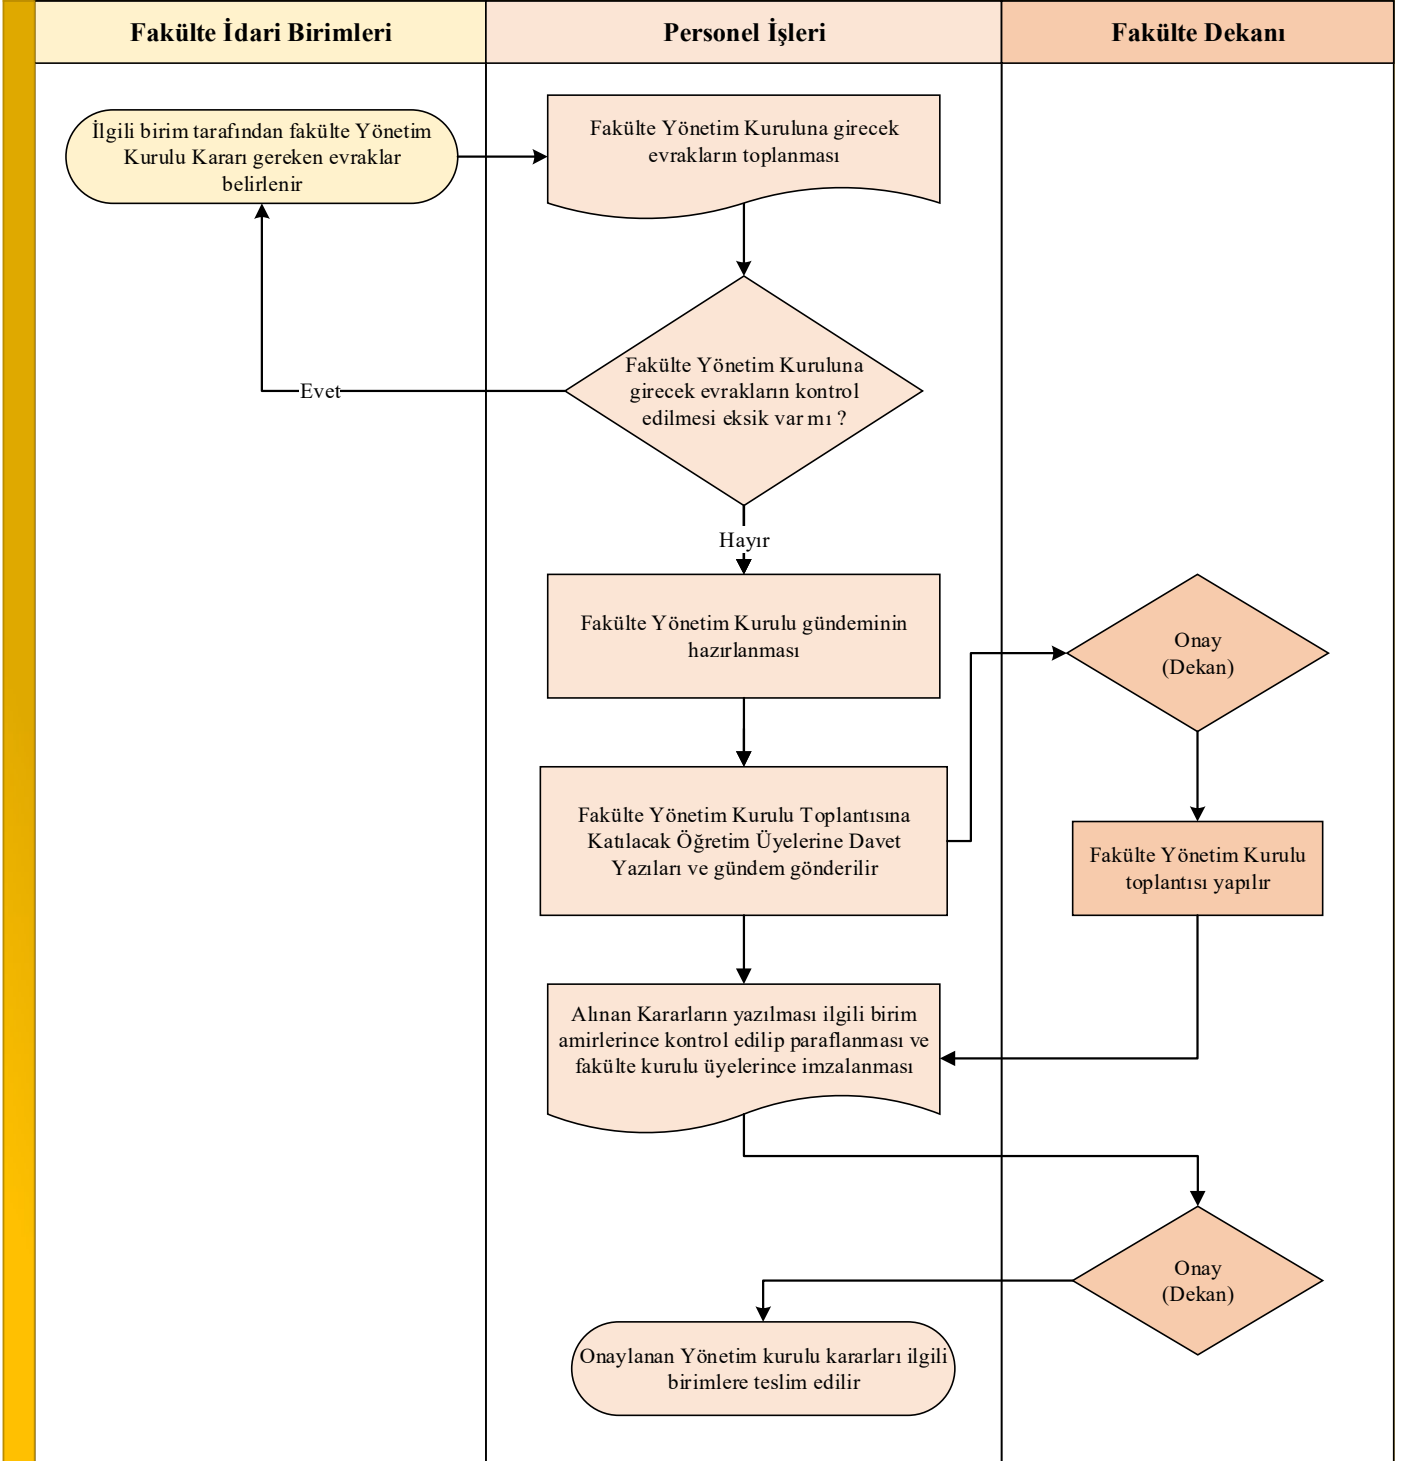 Fakülte İdari Birimleri
Personel İşleri
Fakülte Dekanı
İlgili birim tarafından fakülte Yönetim
Kurulu Kararı gereken evraklar
belirlenir
Fakülte Yönetim Kuruluna girecek
evrakların toplanması
Fakülte Yönetim Kuruluna
girecek evrakların kontrol
edilmesi eksik var mı ?
Evet
Hayır
Fakülte Yönetim Kurulu gündeminin
hazırlanması
Onay
(Dekan)
Fakülte Yönetim Kurulu Toplantısına
Katılacak Öğretim Üyelerine Davet
Yazıları ve gündem gönderilir
Fakülte Yönetim Kurulu
toplantısı yapılır
Alınan Kararların yazılması ilgili birim
amirlerince kontrol edilip paraflanması ve
fakülte kurulu üyelerince imzalanması
Onay
(Dekan)
Onaylanan Yönetim kurulu kararları ilgili
birimlere teslim edilir